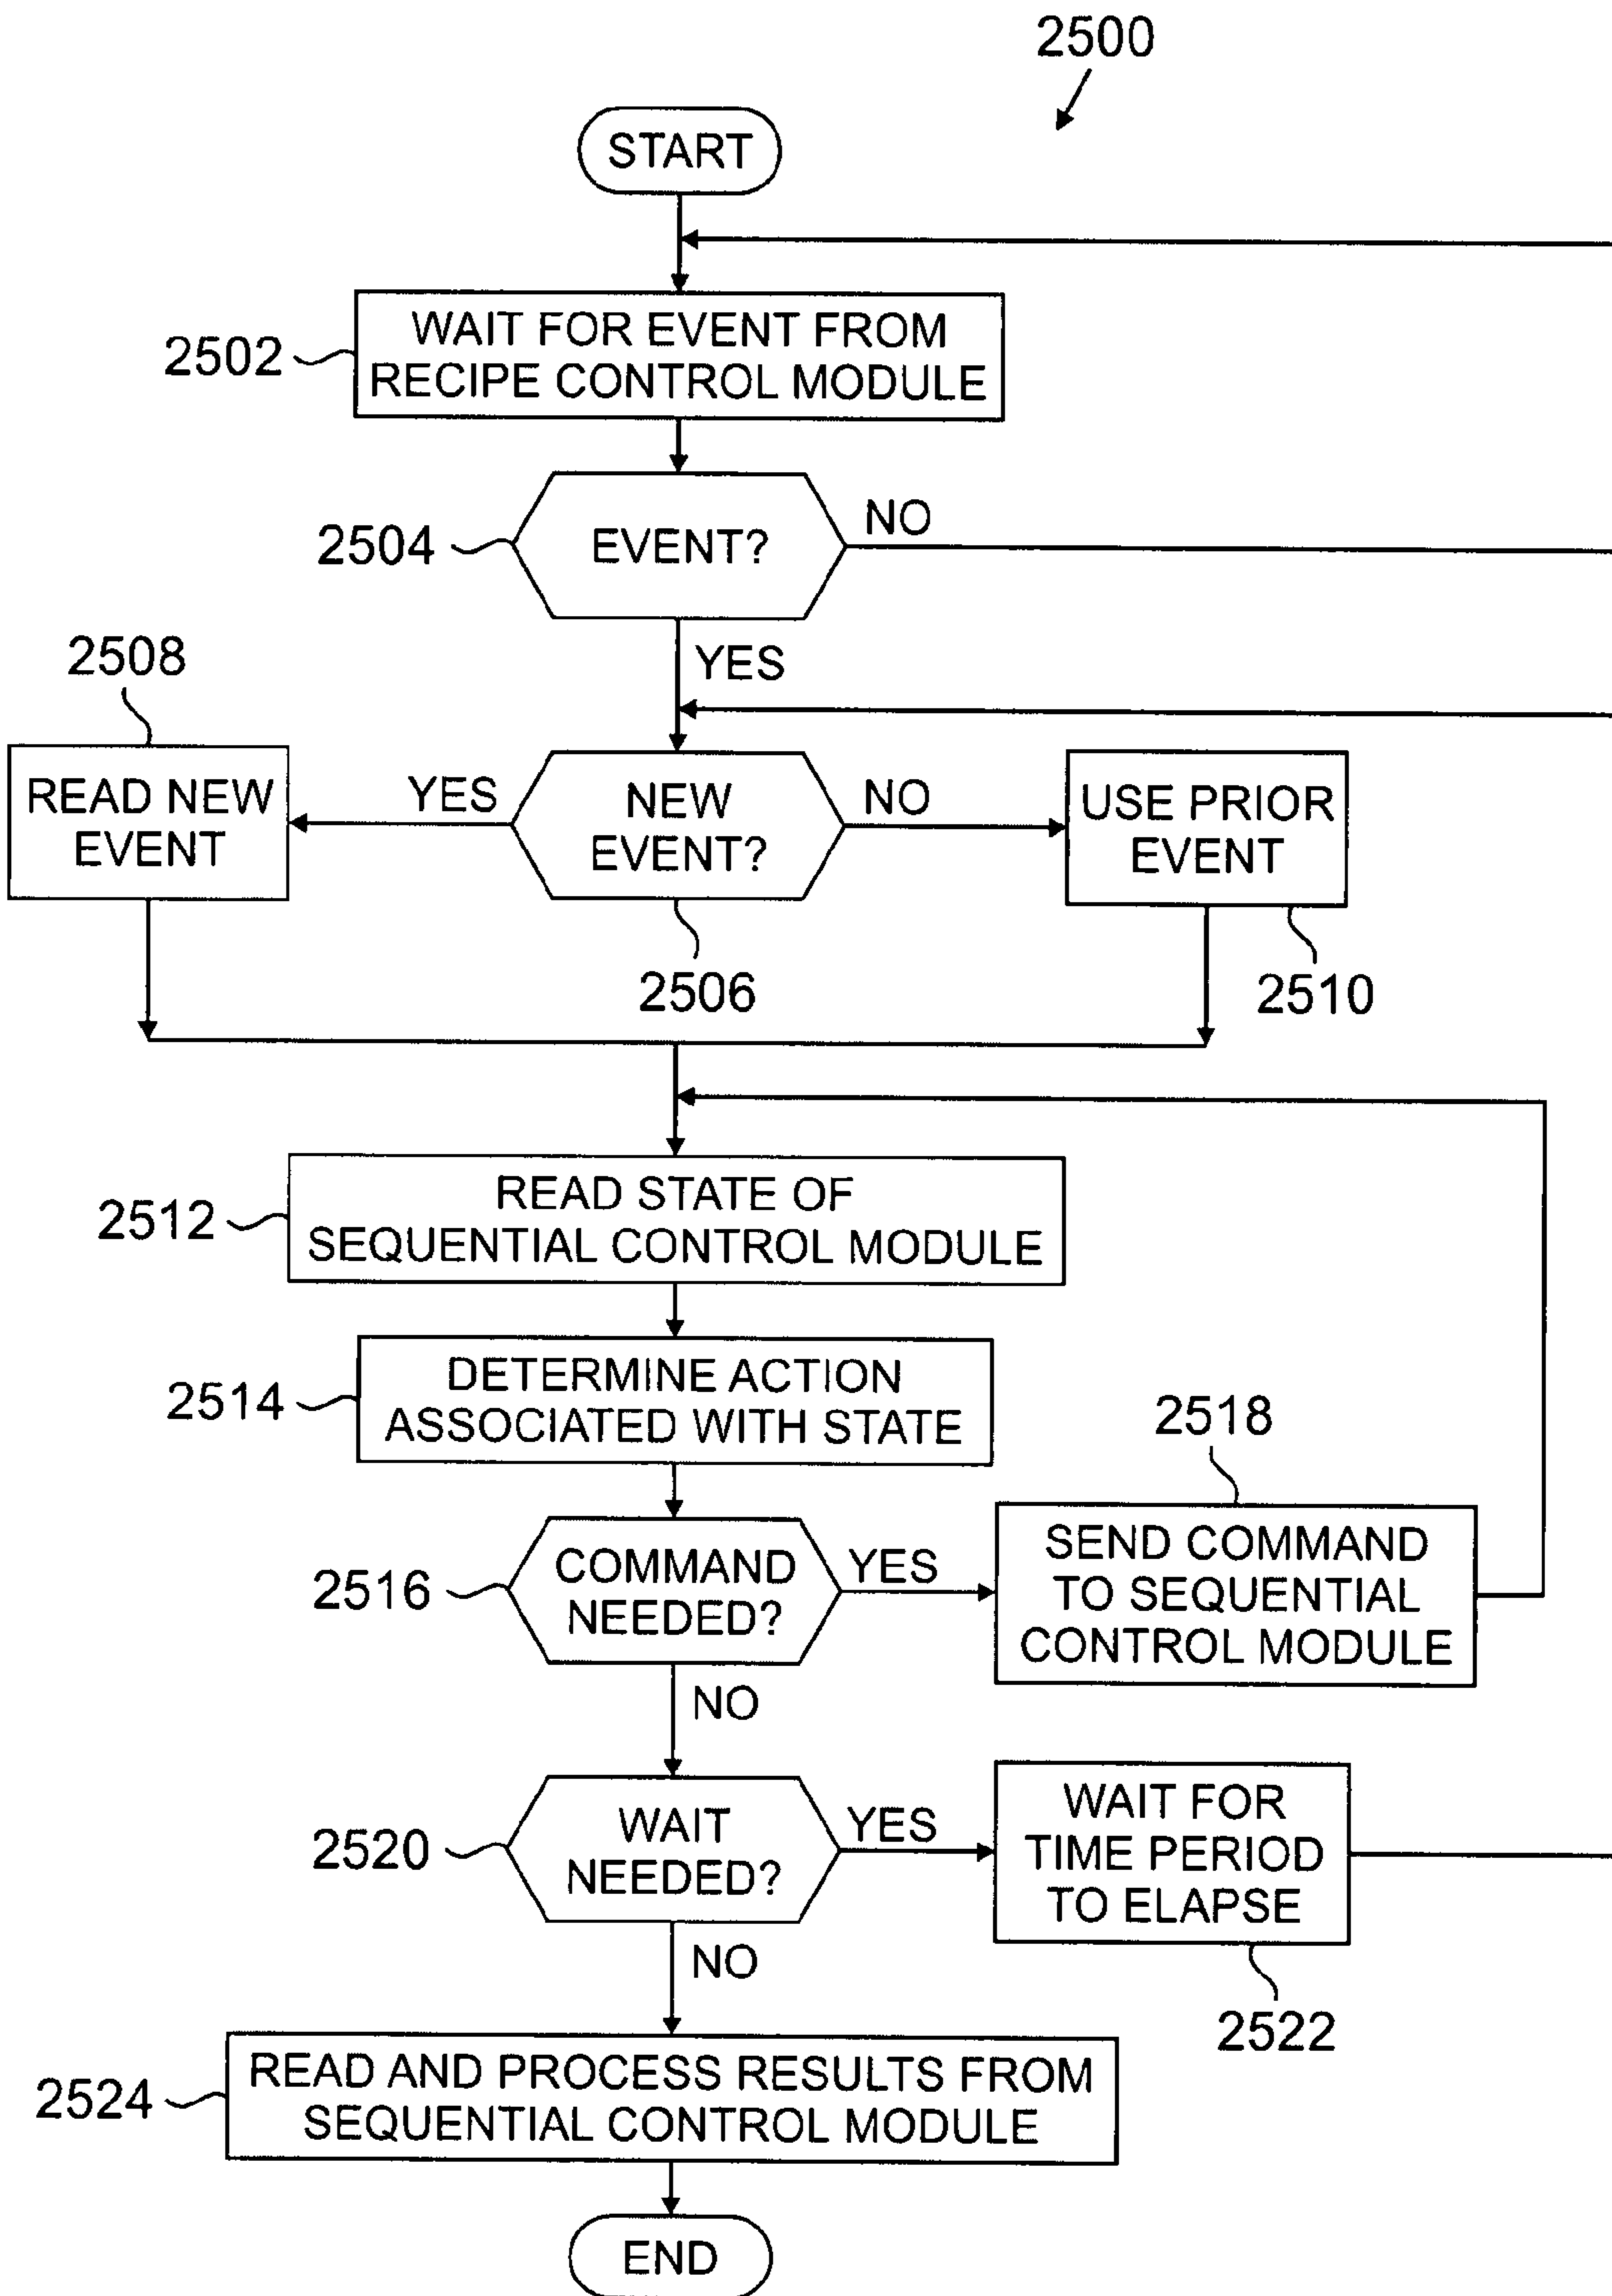 2500
START
WAIT FOR EVENT FROM
RECIPE CONTROL MODULE
2502
EVENT?
2504
NO
YES
2508
READ NEW
EVENT
YES
NEW
EVENT?
NO
USE PRIOR
EVENT
2506
2510
READ STATE OF
SEQUENTIAL CONTROL MODULE
2512
DETERMINE ACTION
ASSOCIATED WITH STATE
2514
2518
COMMAND
NEEDED?
2516
YES
SEND COMMAND
TO SEQUENTIAL
CONTROL MODULE
NO
WAIT
NEEDED?
2520
YES
WAIT FOR
TIME PERIOD
TO ELAPSE
NO
2522
READ AND PROCESS RESULTS FROM
SEQUENTIAL CONTROL MODULE
2524
END